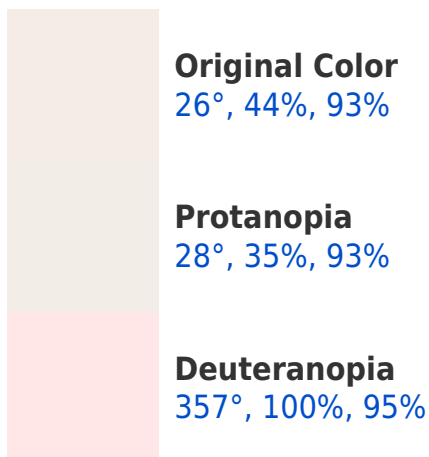 Original Color
26°, 44%, 93%
Protanopia
28°, 35%, 93%
Deuteranopia
357°, 100%, 95%